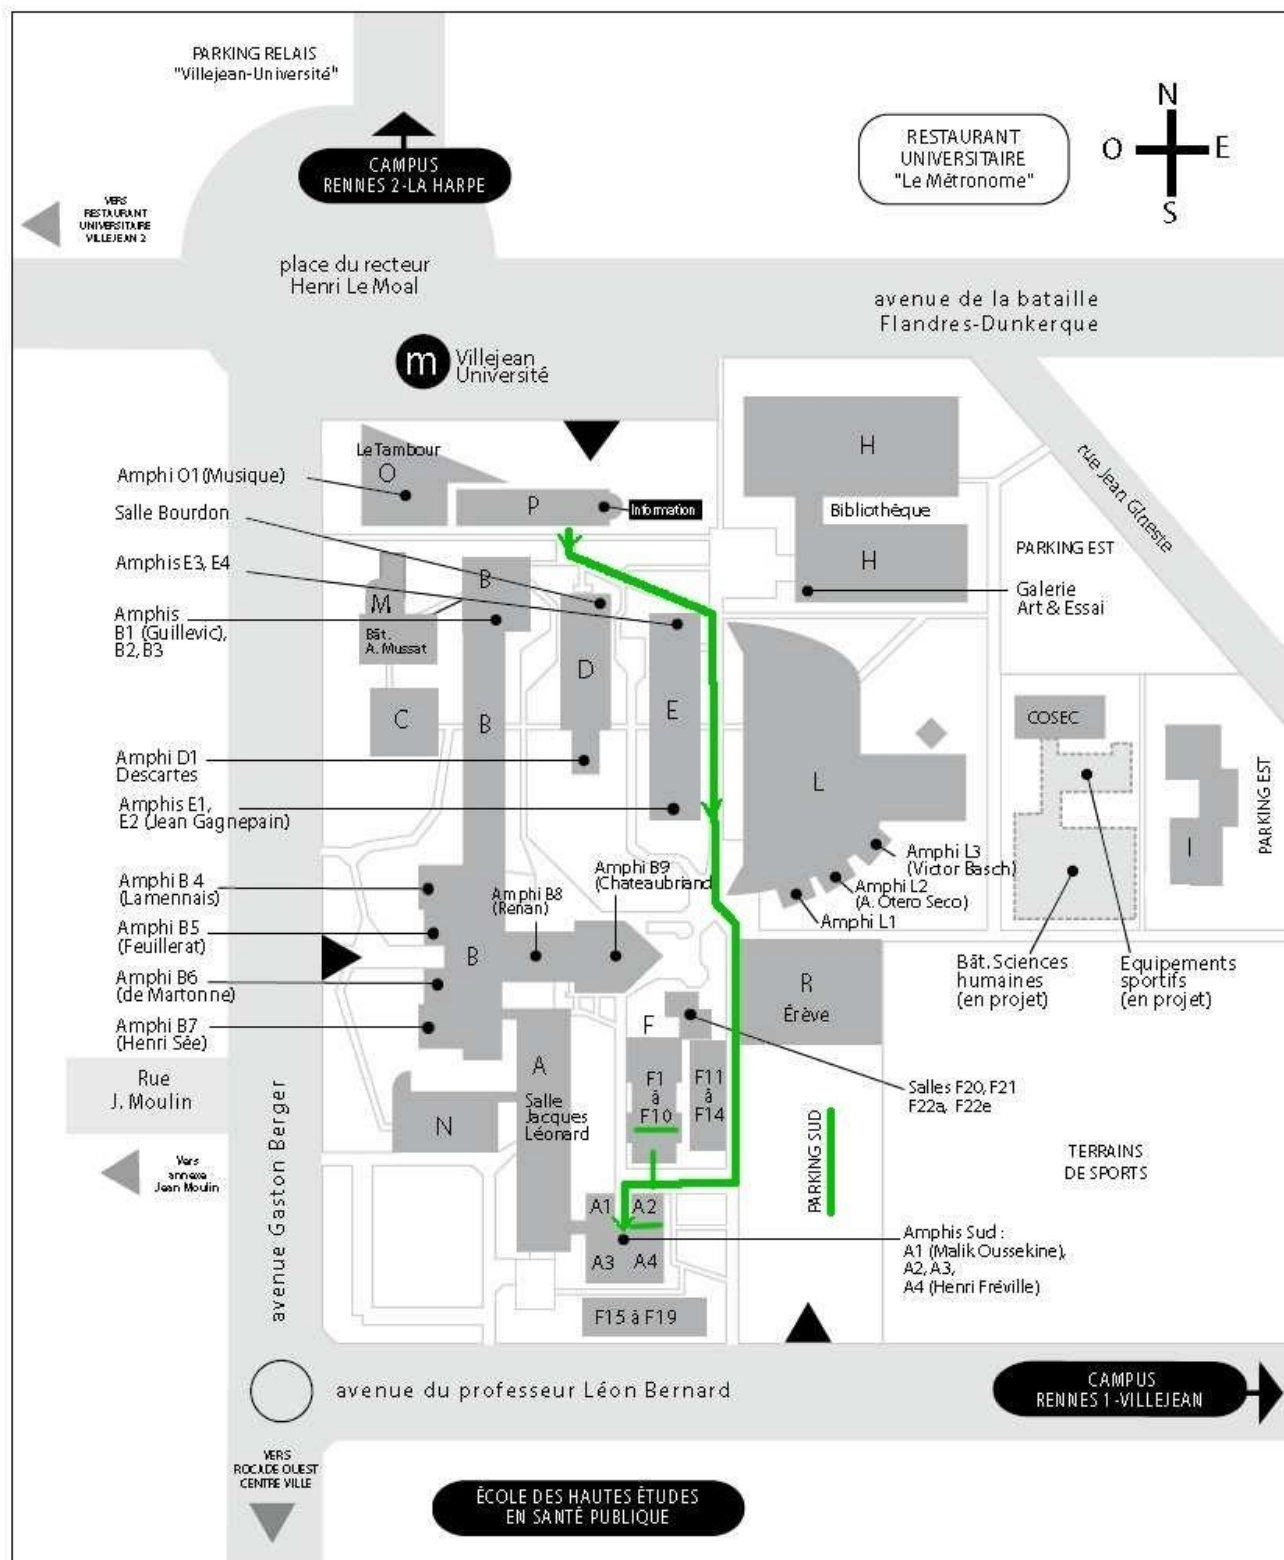 PARKING RELAIS
"Villejean-Université"
CAMPUS
RENNES 2-LA HARPE
RESTAURANT
UNIVERSITAIRE
"Le Métronome"
N
O
E
S
VERS
RESTAURANT
UNIVERSITAIRE
VILLEJEAN 2
place du recteur
Henri Le Moal
avenue de la bataille
Flandres-Dunkerque
m
Villejean
Université
rue Jean GIneste
Le Tambour
O
P
Information
H
Bibliothèque
H
PARKING EST
Galerie
Art & Essai
Amphi O1 (Musique)
Salle Bourdon
Amphis E3, E4
Amphis
B1 (Guillevic),
B2, B3
B
M
Bât.
A. Mussat
D
E
C
B
L
COSEC
I
PARKING EST
Amphi D1
Descartes
Amphis E1,
E2 (Jean Gagnepain)
Amphi B 4
(Lamennais)
Amphi B5
(Feuillerat)
Amphi B6
(de Martonne)
Amphi B7
(Henri Sée)
Amphi B8
(Renan)
Amphi B9
(Chateaubriand)
Amphi L3
(Victor Basch)
Amphi L2
(A. Otero Seco)
Amphi L1
B
R
Érève
Bât. Sciences
humaines
(en projet)
Equipements
sportifs
(en projet)
Rue
J. Moulin
avenue Gaston Berger
A
Salle
Jacques
Léonard
N
F
F1
à
F10
F11
à
F14
Salles F20, F21
F22a, F22e
PARKING SUD
TERRAINS
DE SPORTS
Vers
annexe
Jean Moulin
A1
A2
A3
A4
Amphis Sud :
A1 (Malik Oussekine),
A2, A3,
A4 (Henri Fréville)
F15 à F19
avenue du professeur Léon Bernard
CAMPUS
RENNES 1-VILLEJEAN
VERS
ROCADE OUEST
CENTRE VILLE
ÉCOLE DES HAUTES ÉTUDES
EN SANTÉ PUBLIQUE